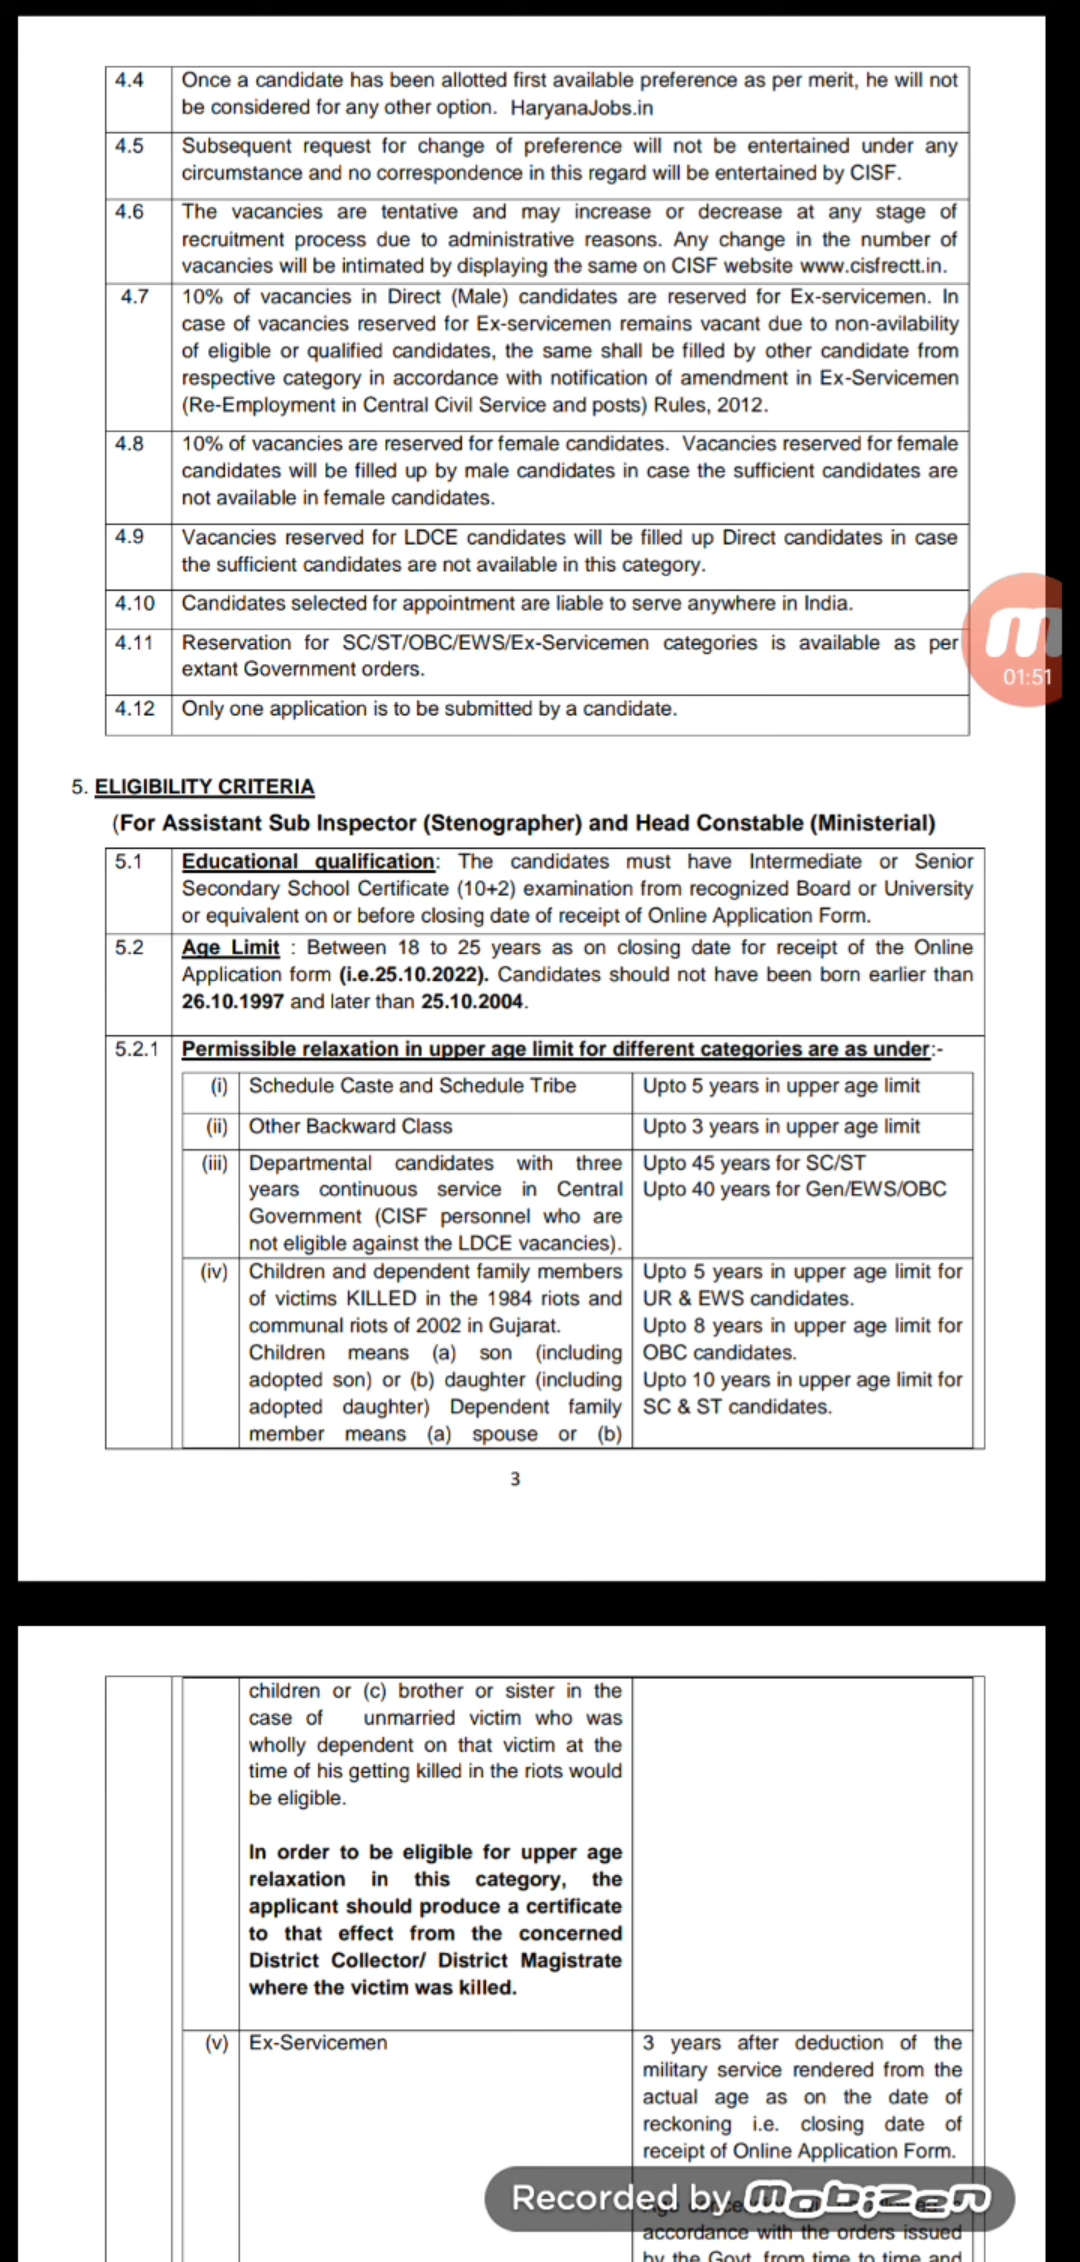 4.4 Once a candidate has been allotted first available preference as per merit, he will not
be considered for any other option. HaryanaJobs.in
4.5 Subsequent request for change of preference will not be entertained under any
circumstance and no correspondence in this regard will be entertained by CISF.
4.6 The vacancies are tentative and may increase or decrease at any stage of
recruitment process due to administrative reasons. Any change in the number of
vacancies will be intimated by displaying the same on CISF website www.cisfrectt.in.
4.7 10% of vacancies in Direct (Male) candidates are reserved for Ex-servicemen. In
case of vacancies reserved for Ex-servicemen remains vacant due to non-avilability
of eligible or qualified candidates, the same shall be filled by other candidate from
respective category in accordance with notification of amendment in Ex-Servicemen
(Re-Employment in Central Civil Service and posts) Rules, 2012.
4.8 10% of vacancies are reserved for female candidates. Vacancies reserved for female
candidates will be filled up by male candidates in case the sufficient candidates are
not available in female candidates.
4.9 Vacancies reserved for LDCE candidates will be filled up Direct candidates in case
the sufficient candidates are not available in this category.
4.10 Candidates selected for appointment are liable to serve anywhere in India.
4.11 Reservation for SC/ST/OBC/EWS/Ex-Servicemen categories is available as per
extant Government orders.
01:51
4.12 Only one application is to be submitted by a candidate.
5. ELIGIBILITY CRITERIA
(For Assistant Sub Inspector (Stenographer) and Head Constable (Ministerial)
5.1 Educational qualification: The candidates must have Intermediate or Senior
Secondary School Certificate (10+2) examination from recognized Board or University
or equivalent on or before closing date of receipt of Online Application Form.
5.2 Age Limit : Between 18 to 25 years as on closing date for receipt of the Online
Application form (i.e.25.10.2022). Candidates should not have been born earlier than
26.10.1997 and later than 25.10.2004.
5.2.1 Permissible relaxation in upper age limit for different categories are as under:-
(i) Schedule Caste and Schedule Tribe Upto 5 years in upper age limit
(ii) Other Backward Class Upto 3 years in upper age limit
(iii) Departmental candidates with three Upto 45 years for SC/ST
years continuous service in Central Upto 40 years for Gen/EWS/OBC
Government (CISF personnel who are
not eligible against the LDCE vacancies).
(iv) Children and dependent family members Upto 5 years in upper age limit for
of victims KILLED in the 1984 riots and UR & EWS candidates.
communal riots of 2002 in Gujarat. Upto 8 years in upper age limit for
Children means (a) son (including OBC candidates.
adopted son) or (b) daughter (including Upto 10 years in upper age limit for
adopted daughter) Dependent family SC & ST candidates.
member means (a) spouse or (b)
3
children or (c) brother or sister in the
case of unmarried victim who was
wholly dependent on that victim at the
time of his getting killed in the riots would
be eligible.
In order to be eligible for upper age
relaxation in this category, the
applicant should produce a certificate
to that effect from the concerned
District Collector/ District Magistrate
where the victim was killed.
(v) Ex-Servicemen 3 years after deduction of the
military service rendered from the
actual age as on the date of
reckoning i.e. closing date of
receipt of Online Application Form.
Recorded by mobizen
accordance with the orders issued
by the Govt. from time to time and